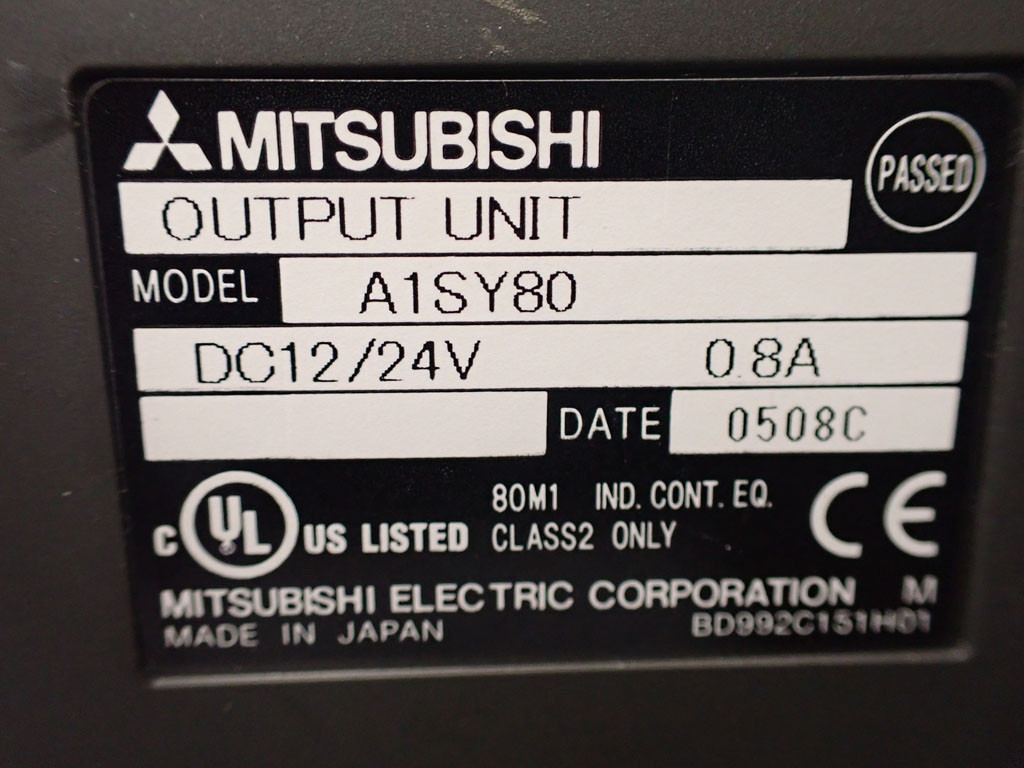 MITSUBISHI
PASSED
OUTPUT UNIT
MODEL A1SY80
DC12/24V 0.8A
DATE 0508C
C UL US LISTED 80M1 IND. CONT. EQ.
CLASS2 ONLY CE
MITSUBISHI ELECTRIC CORPORATION M
MADE IN JAPAN BD992C151H01